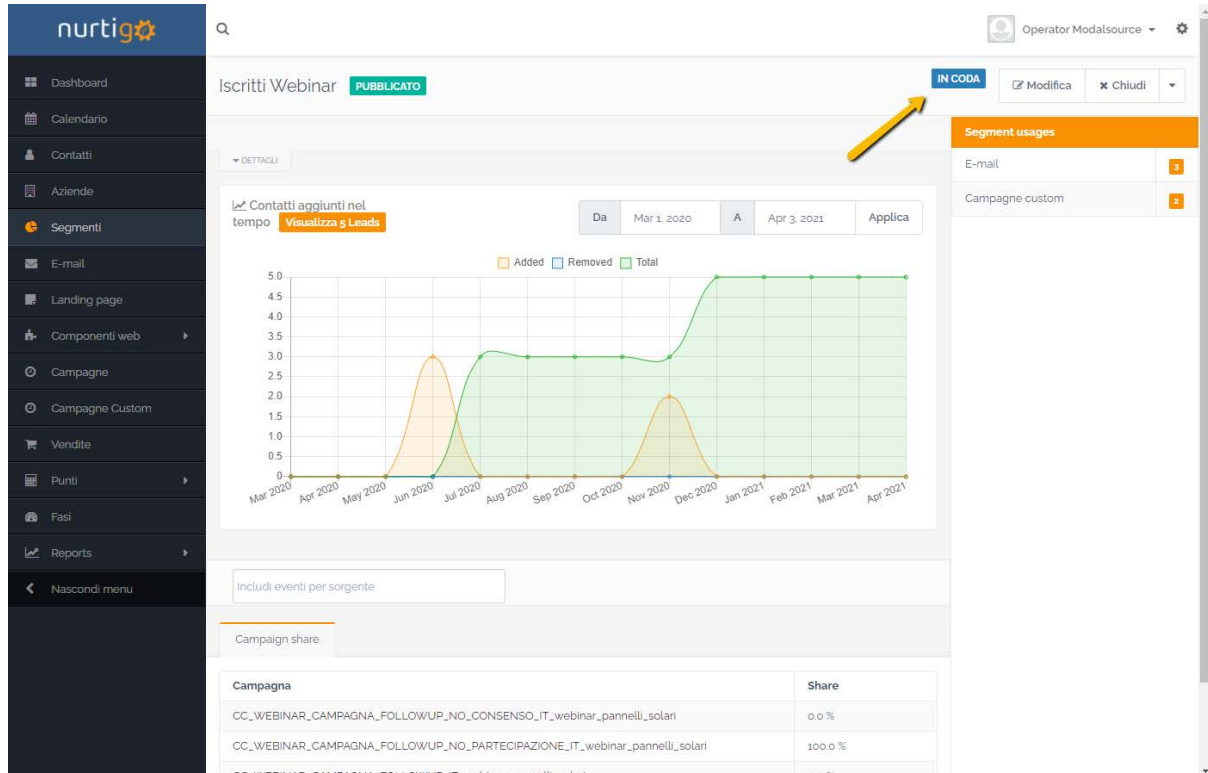 nurtigo
Operator Modalsource
Dashboard
Calendario
Contatti
Aziende
Segmenti
E-mail
Landing page
Componenti web
Campagne
Campagne Custom
Vendite
Punti
Fasi
Reports
Nascondi menu
Iscritti Webinar PUBBLICATO
IN CODA Modifica Chiudi
DETTAGLI
Contatti aggiunti nel
tempo Visualizza 5 Leads
Da Mar 1, 2020 A Apr 3, 2021 Applica
Added Removed Total
5.0
4.5
4.0
3.5
3.0
2.5
2.0
1.5
1.0
0.5
0
Mar 2020 Apr 2020 May 2020 Jun 2020 Jul 2020 Aug 2020 Sep 2020 Oct 2020 Nov 2020 Dec 2020 Jan 2021 Feb 2021 Mar 2021 Apr 2021
Includi eventi per sorgente
Campaign share
Campagna Share
CC_WEBINAR_CAMPAGNA_FOLLOWUP_NO_CONSENSO_IT_webinar_pannelli_solari 0.0 %
CC_WEBINAR_CAMPAGNA_FOLLOWUP_NO_PARTECIPAZIONE_IT_webinar_pannelli_solari 100.0 %
Segment usages
E-mail 3
Campagne custom 2